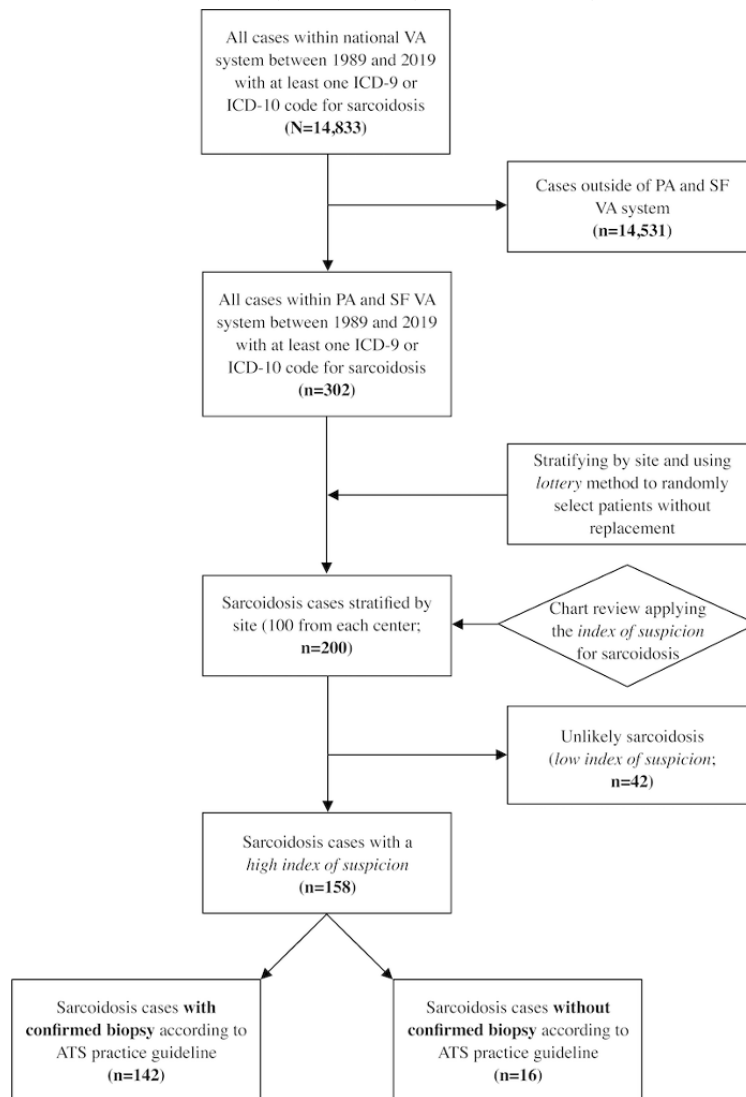 All cases within national VA
system between 1989 and 2019
with at least one ICD-9 or
ICD-10 code for sarcoidosis
(N=14,833)
Cases outside of PA and SF
VA system
(n=14,531)
All cases within PA and SF VA
system between 1989 and 2019
with at least one ICD-9 or
ICD-10 code for sarcoidosis
(n=302)
Stratifying by site and using
lottery method to randomly
select patients without
replacement
Sarcoidosis cases stratified by
site (100 from each center;
n=200)
Chart review applying
the index of suspicion
for sarcoidosis
Unlikely sarcoidosis
(low index of suspicion;
n=42)
Sarcoidosis cases with a
high index of suspicion
(n=158)
Sarcoidosis cases with
confirmed biopsy according to
ATS practice guideline
(n=142)
Sarcoidosis cases without
confirmed biopsy according to
ATS practice guideline
(n=16)